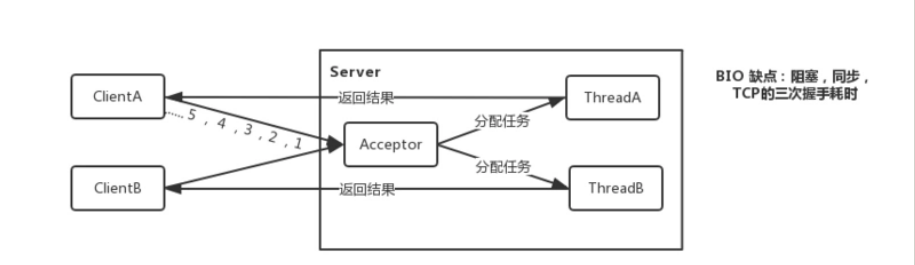 Server
BIO 缺点：阻塞，同步，
TCP的三次握手耗时
ClientA
返回结果
ThreadA
......5，4，3，2，1
分配任务
Acceptor
分配任务
ClientB
返回结果
ThreadB